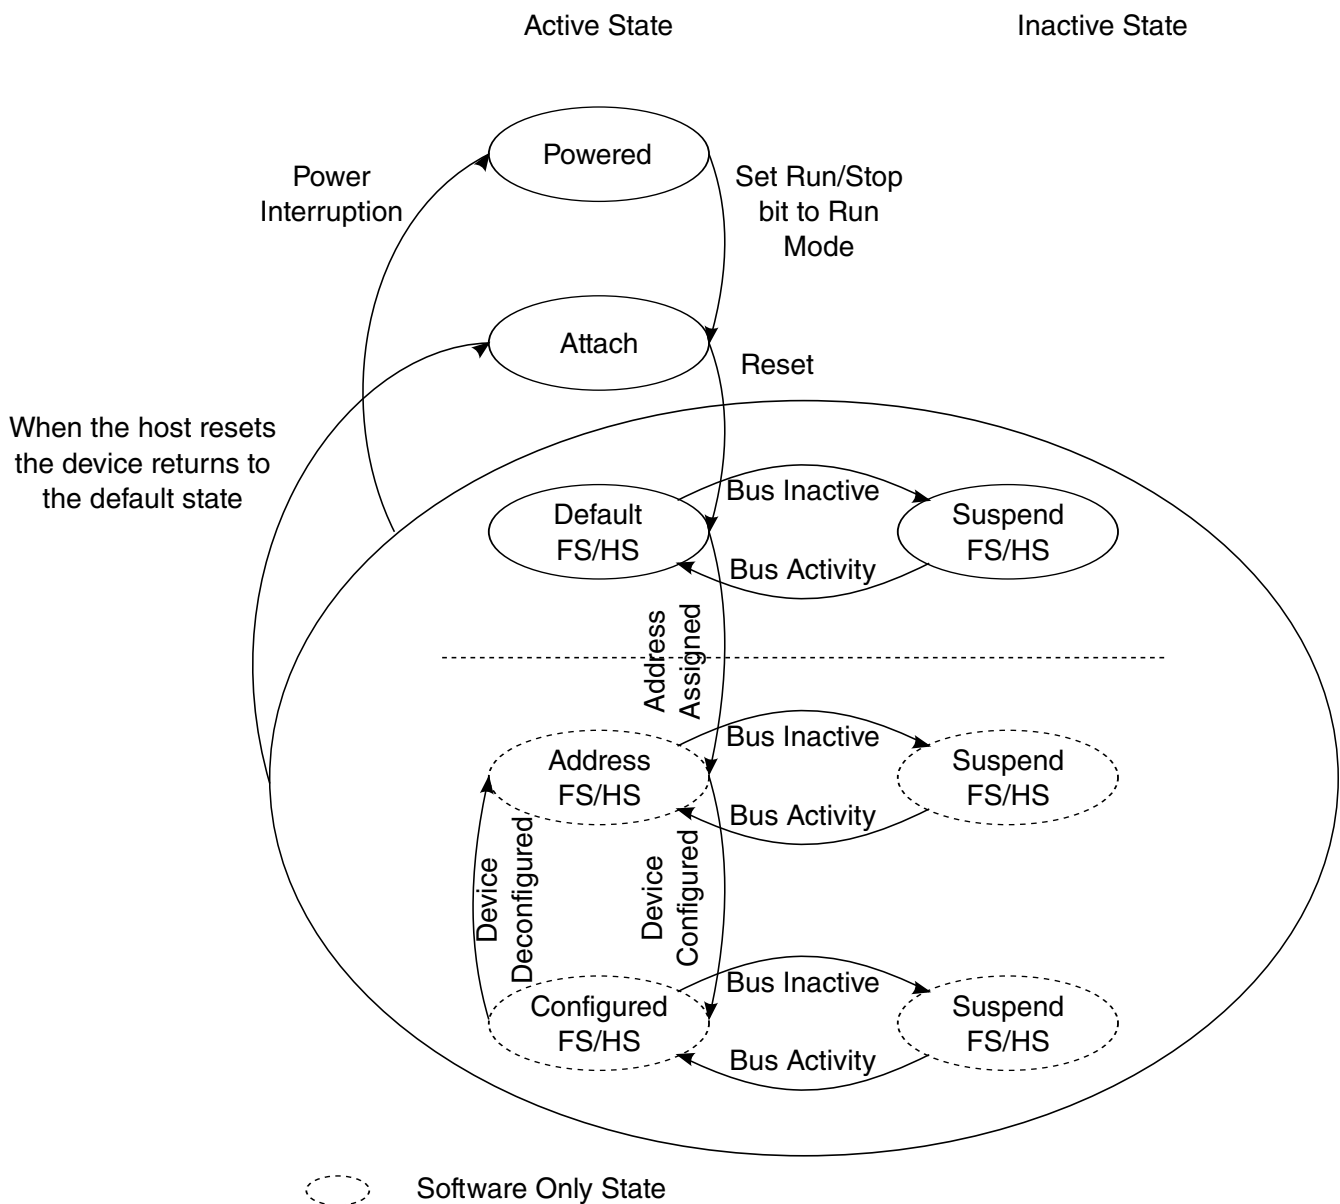 Active State
Inactive State
Powered
Power
Interruption
Set Run/Stop
bit to Run
Mode
Attach
Reset
When the host resets
the device returns to
the default state
Default
FS/HS
Bus Inactive
Bus Activity
Suspend
FS/HS
Address
Assigned
Address
FS/HS
Bus Inactive
Bus Activity
Suspend
FS/HS
Device
Deconfigured
Device
Configured
Configured
FS/HS
Bus Inactive
Bus Activity
Suspend
FS/HS
Software Only State